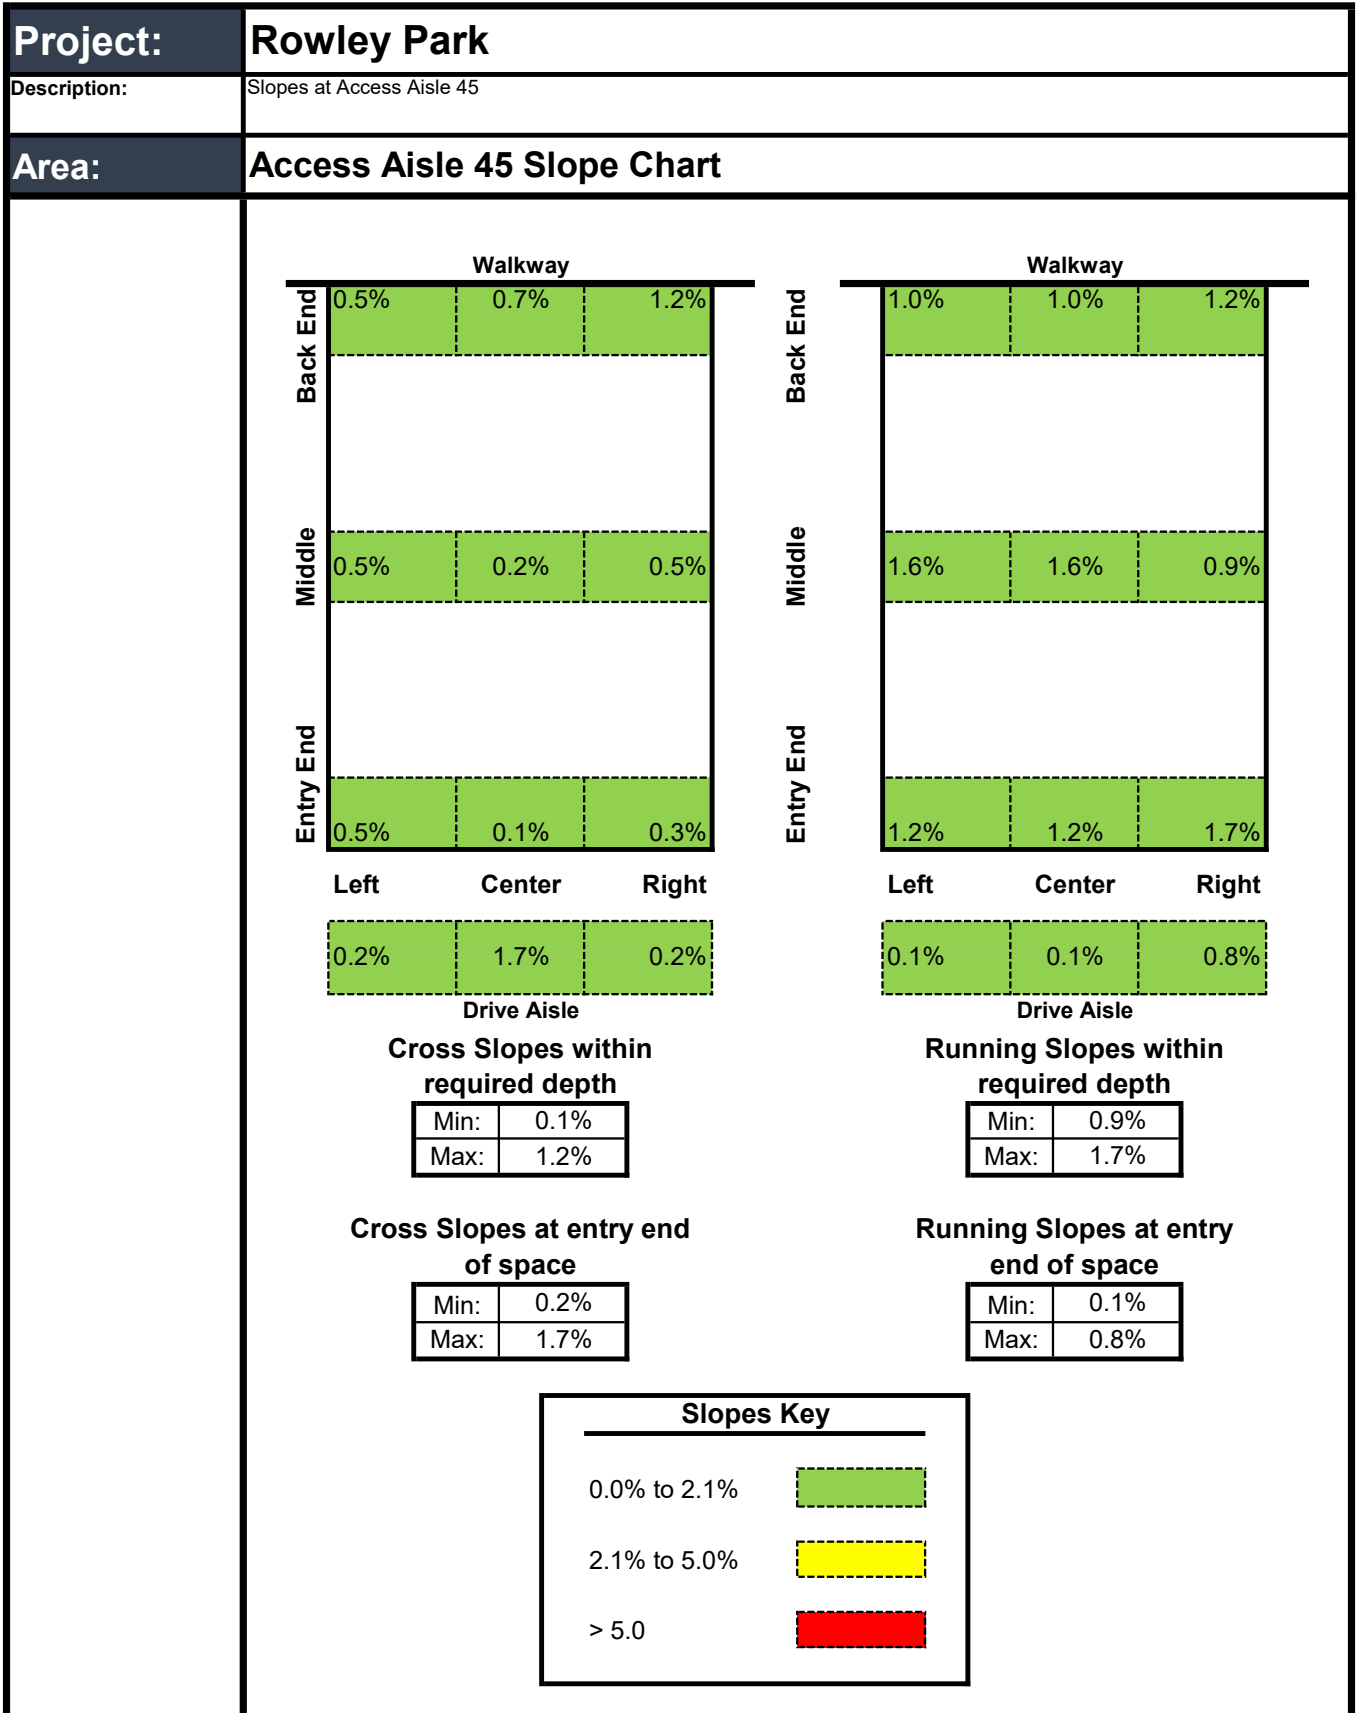 Project: Rowley Park
Description: Slopes at Access Aisle 45
Area: Access Aisle 45 Slope Chart
Walkway Walkway
Back End 0.5% 0.7% 1.2% Back End 1.0% 1.0% 1.2%
Middle 0.5% 0.2% 0.5% Middle 1.6% 1.6% 0.9%
Entry End 0.5% 0.1% 0.3% Entry End 1.2% 1.2% 1.7%
Left Center Right Left Center Right
0.2% 1.7% 0.2% 0.1% 0.1% 0.8%
Drive Aisle Drive Aisle
Cross Slopes within Running Slopes within
required depth required depth
Min: 0.1% Min: 0.9%
Max: 1.2% Max: 1.7%
Cross Slopes at entry end Running Slopes at entry
of space end of space
Min: 0.2% Min: 0.1%
Max: 1.7% Max: 0.8%
Slopes Key
0.0% to 2.1%
2.1% to 5.0%
> 5.0